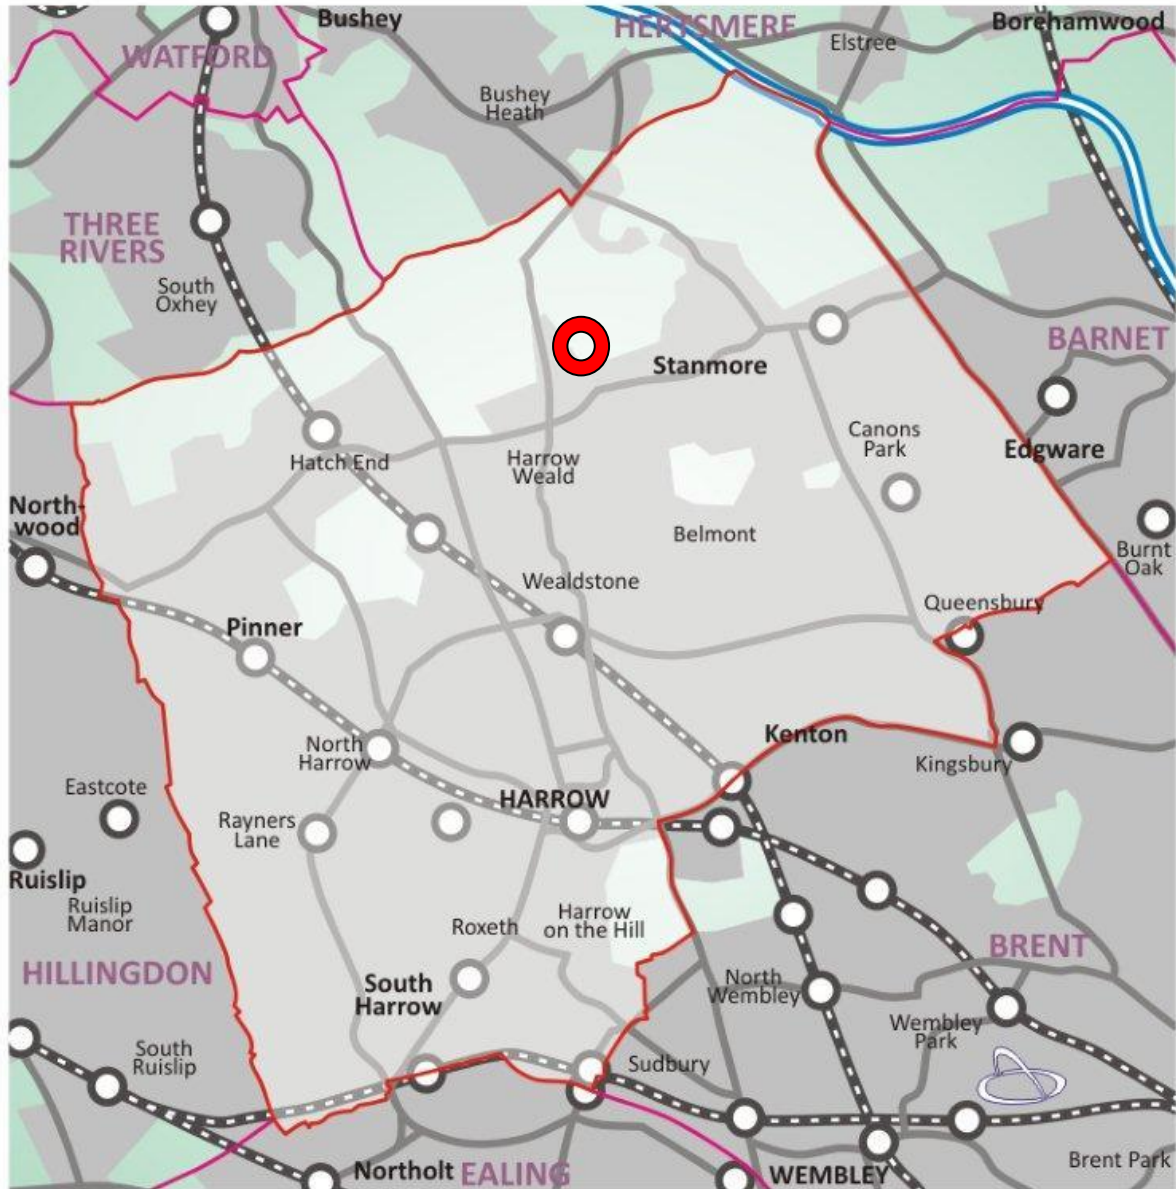 Bushey
HERTSMERE
Borehamwood
WATFORD
Elstree
Bushey
Heath
THREE
RIVERS
South
Oxhey
BARNET
Stanmore
Canons
Park
Edgware
Hatch End
Harrow
Weald
North-
wood
Belmont
Burnt
Oak
Wealdstone
Queensbury
Pinner
North
Harrow
Kenton
Kingsbury
Eastcote
HARROW
Rayners
Lane
Ruislip
Ruislip
Manor
Roxeth
Harrow
on the Hill
HILLINGDON
South
Harrow
North
Wembley
BRENT
Wembley
Park
South
Ruislip
Sudbury
Northolt
EALING
WEMBLEY
Brent Park